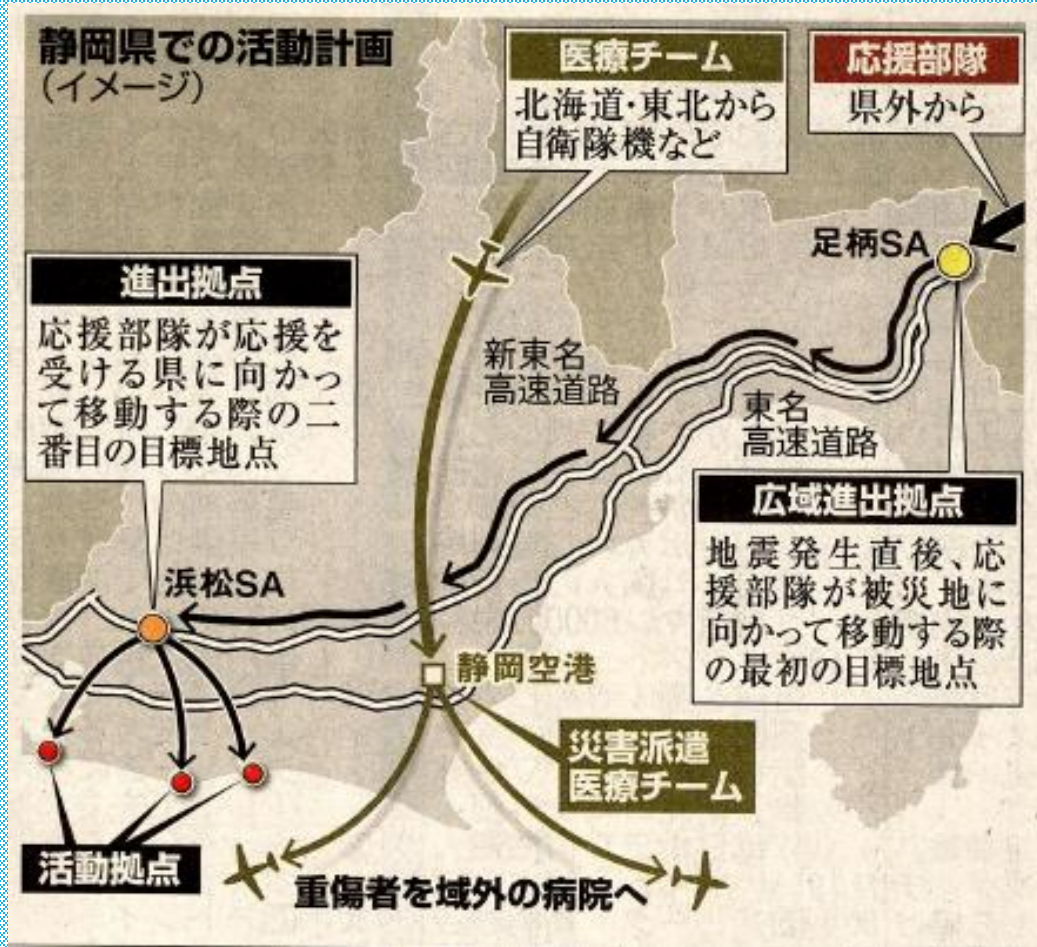 静岡県での活動計画
(イメージ)
医療チーム
北海道・東北から
自衛隊機など
応援部隊
県外から
足柄SA
進出拠点
応援部隊が応援を
受ける県に向かっ
て移動する際の二
番目の目標地点
新東名
高速道路
東名
高速道路
広域進出拠点
地震発生直後、応
援部隊が被災地に
向かって移動する際
の最初の目標地点
浜松SA
静岡空港
災害派遣
医療チーム
活動拠点
重傷者を域外の病院へ